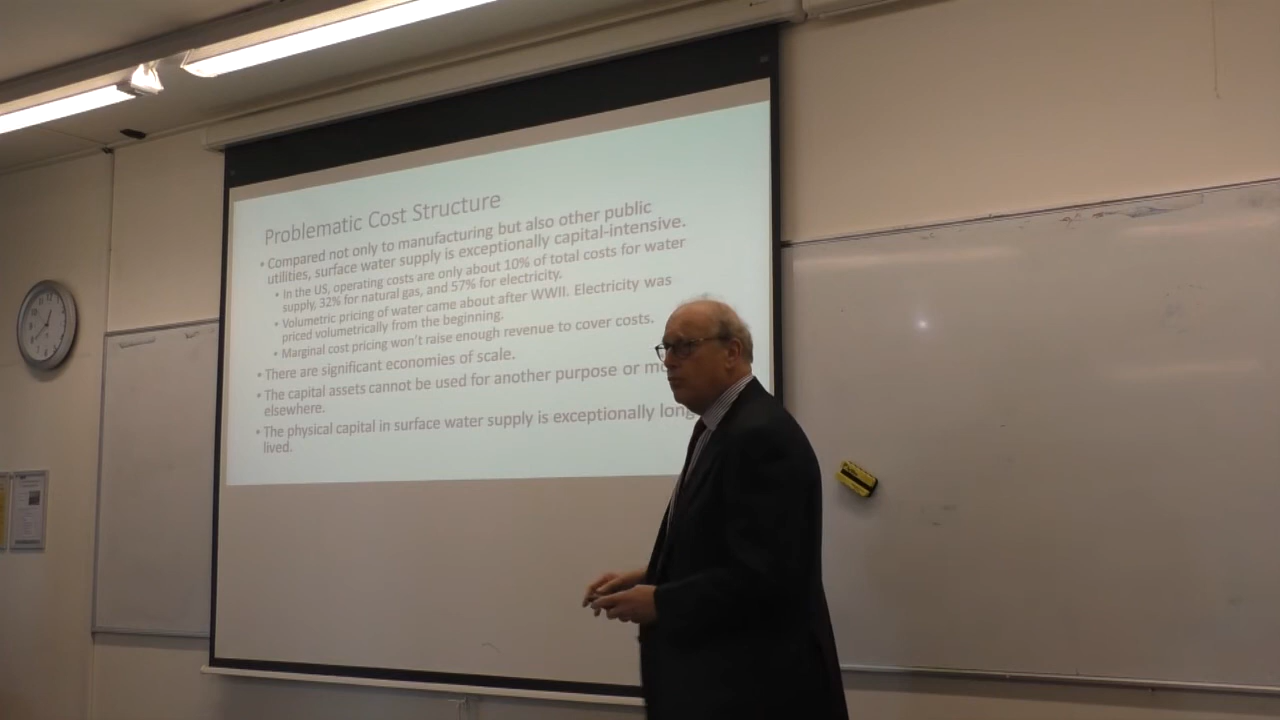 Problematic Cost Structure
• Compared not only to manufacturing but also other public
utilities, surface water supply is exceptionally capital-intensive.
• In the US, operating costs are only about 10% of total costs for water
supply, 32% for natural gas, and 57% for electricity.
• Volumetric pricing of water came about after WWII. Electricity was
priced volumetrically from the beginning.
• Marginal cost pricing won't raise enough revenue to cover costs.
• There are significant economies of scale.
• The capital assets cannot be used for another purpose or
elsewhere.
• The physical capital in surface water supply is exceptionally long
lived.